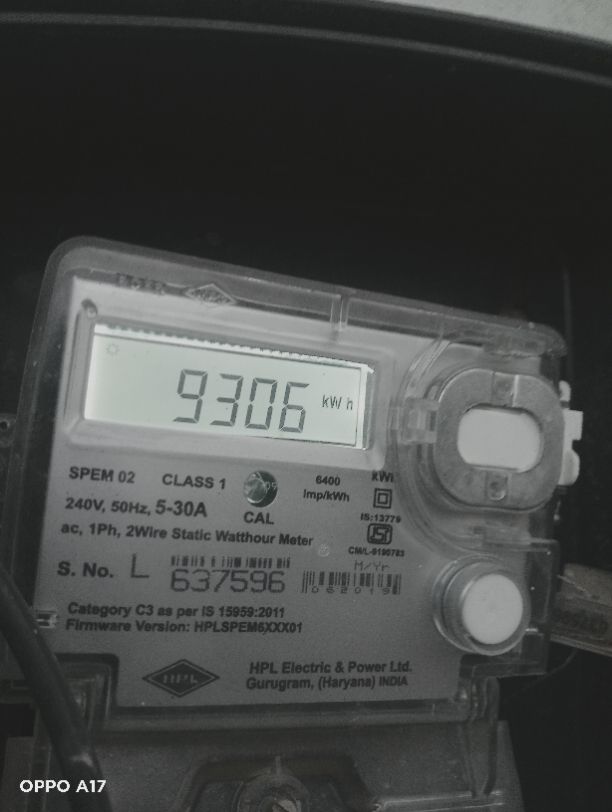 9306 kWh
SPEM 02 CLASS 1 6400 imp/kWh
CAL
240V, 50Hz, 5-30A
IS:13779
ac, 1Ph, 2Wire Static Watthour Meter
CM/L-9190783
M/Yr
S. No. L 637596 062019
Category C3 as per IS 15959:2011
Firmware Version: HPLSPEM6XXX01
HPL
HPL Electric & Power Ltd.
Gurugram, (Haryana) INDIA
OPPO A17